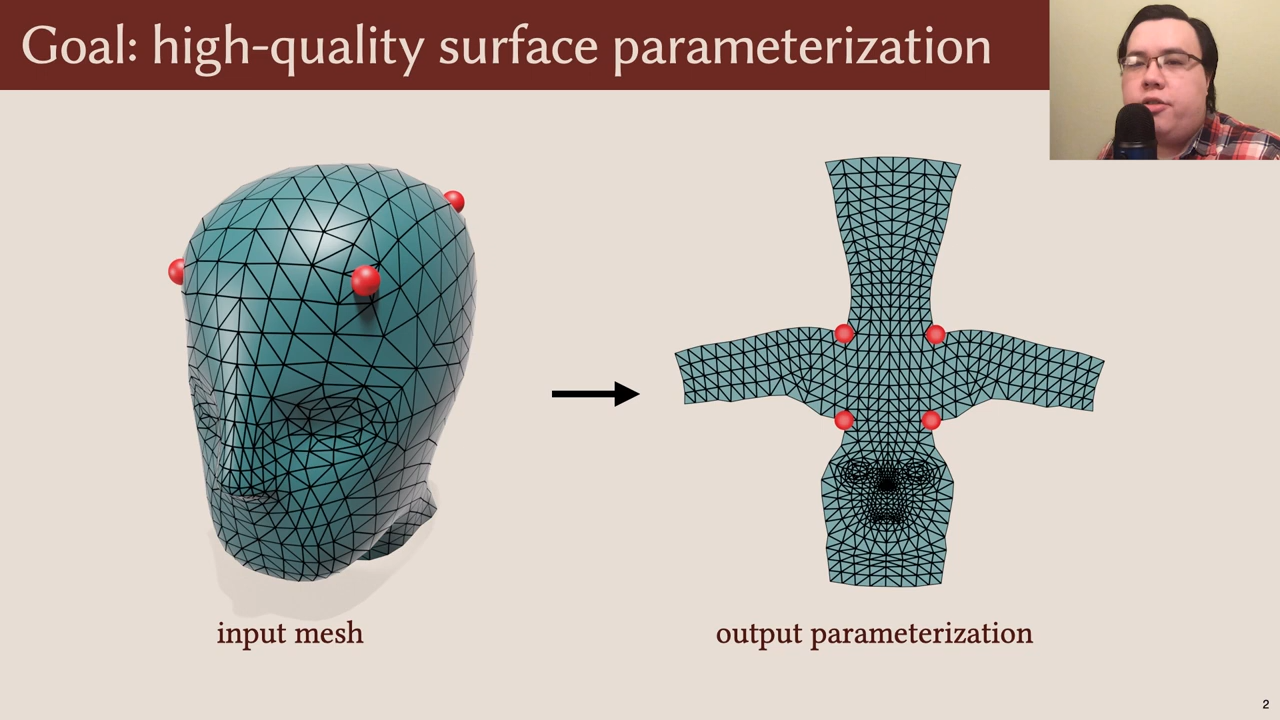 Goal: high-quality surface parameterization
input mesh
output parameterization
2